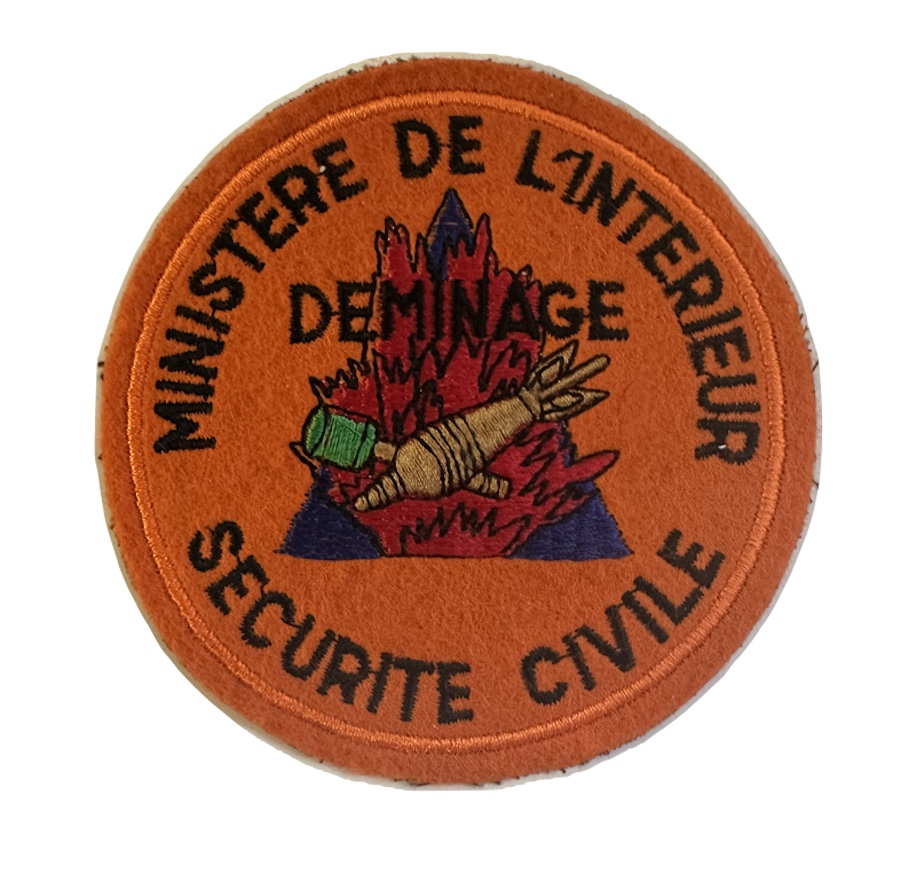 MINISTERE DE L'INTERIEUR
DEMINAGE
SECURITE CIVILE